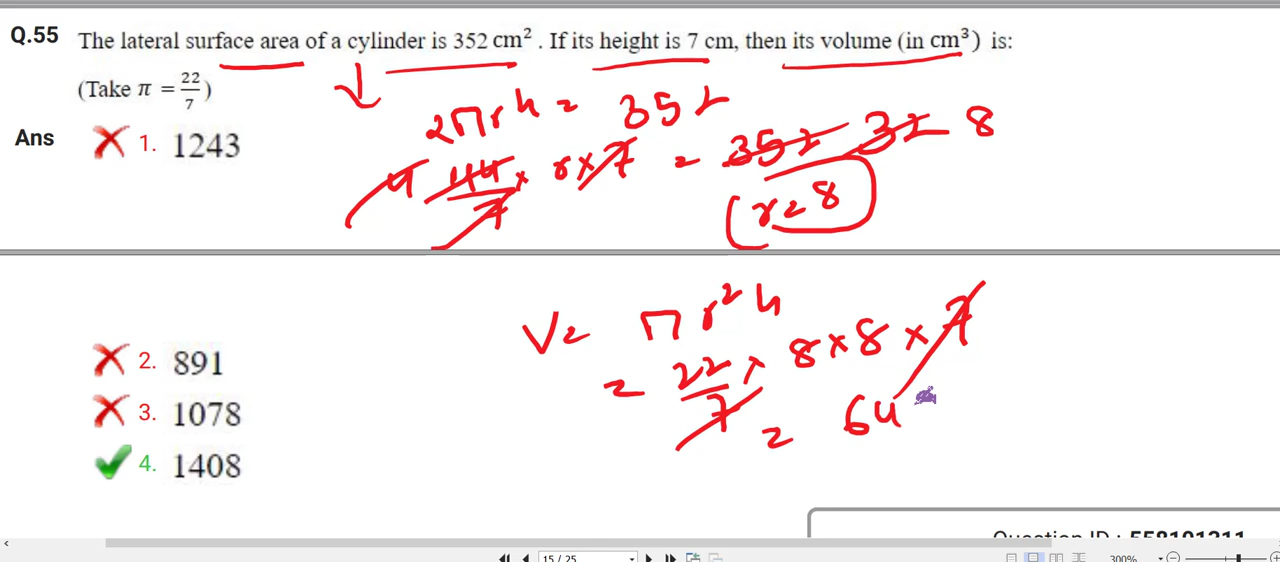 Q.55 The lateral surface area of a cylinder is 352 cm². If its height is 7 cm, then its volume (in cm³) is:
(Take π = 22/7)
2πrh = 352
Ans 1. 1243
4 44/7 × r × 7 = 352 32 8
r = 8
V = πr²h
= 22/7 × 8 × 8 × 7
2. 891
3. 1078
= 64
4. 1408
15 / 25
300%